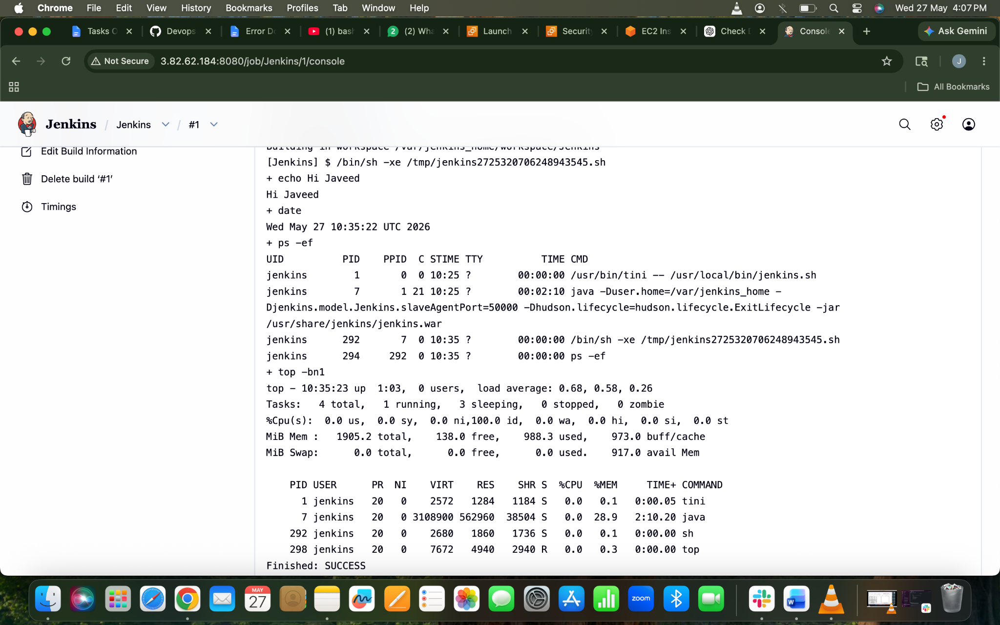 Chrome File Edit View History Bookmarks Profiles Tab Window Help Wed 27 May 4:07 PM
Tasks O Devops Error Do (1) bas 2 (2) Wha Launch Security EC2 Ins Check Console Ask Gemini
Not Secure 3.82.62.184:8080/job/Jenkins/1/console J
All Bookmarks
Jenkins / Jenkins / #1
Edit Build Information
Delete build ‘#1’
Timings
Building in workspace /var/jenkins_home/workspace/Jenkins
[Jenkins] $ /bin/sh -xe /tmp/jenkins2725320706248943545.sh
+ echo Hi Javeed
Hi Javeed
+ date
Wed May 27 10:35:22 UTC 2026
+ ps -ef
UID          PID    PPID  C STIME TTY          TIME CMD
jenkins        1       0  0 10:25 ?        00:00:00 /usr/bin/tini -- /usr/local/bin/jenkins.sh
jenkins        7       1 21 10:25 ?        00:02:10 java -Duser.home=/var/jenkins_home -
Djenkins.model.Jenkins.slaveAgentPort=50000 -Dhudson.lifecycle=hudson.lifecycle.ExitLifecycle -jar
/usr/share/jenkins/jenkins.war
jenkins      292       7  0 10:35 ?        00:00:00 /bin/sh -xe /tmp/jenkins2725320706248943545.sh
jenkins      294     292  0 10:35 ?        00:00:00 ps -ef
+ top -bn1
top - 10:35:23 up  1:03,  0 users,  load average: 0.68, 0.58, 0.26
Tasks:   4 total,   1 running,   3 sleeping,   0 stopped,   0 zombie
%Cpu(s):  0.0 us,  0.0 sy,  0.0 ni,100.0 id,  0.0 wa,  0.0 hi,  0.0 si,  0.0 st
MiB Mem :   1905.2 total,    138.0 free,    988.3 used,    973.0 buff/cache
MiB Swap:      0.0 total,      0.0 free,      0.0 used.    917.0 avail Mem
PID USER      PR  NI    VIRT    RES    SHR S  %CPU  %MEM     TIME+ COMMAND
1 jenkins   20   0    2572   1284   1184 S   0.0   0.1   0:00.05 tini
7 jenkins   20   0 3108900 562960  38504 S   0.0  28.9   2:10.20 java
292 jenkins   20   0    2680   1860   1736 S   0.0   0.1   0:00.00 sh
298 jenkins   20   0    7672   4940   2940 R   0.0   0.3   0:00.00 top
Finished: SUCCESS
MAY
27
zoom
W